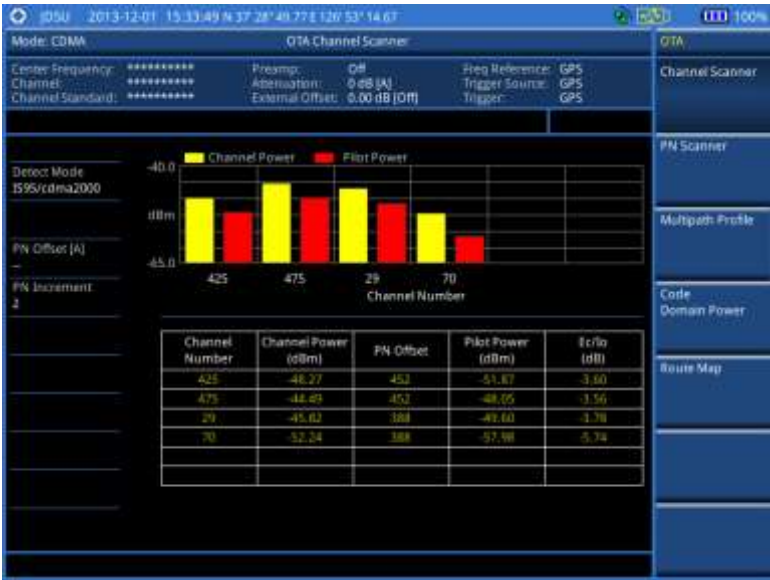 JDSU 2013-12-01 15:33:49 N 37° 28' 49.77 E 126° 53' 14.67 100%
Mode: CDMA OTA Channel Scanner OTA
Center Frequency: ********** Preamp: Off Freq Reference: GPS
Channel: ********** Attenuation: 0 dB [A] Trigger Source: GPS
Channel Standard: ********** External Offset: 0.00 dB [Off] Trigger: GPS
Channel Scanner
PN Scanner
Multipath Profile
Code
Domain Power
Route Map
Detect Mode
IS95/cdma2000
PN Offset [A]
--
PN Increment
2
Channel Power Pilot Power
-40.0
dBm
-65.0
425 475 29 70
Channel Number
Channel Number Channel Power (dBm) PN Offset Pilot Power (dBm) Ec/Io (dB)
425 -48.27 452 -51.87 -3.60
475 -44.49 452 -48.05 -3.56
29 -45.82 388 -49.60 -3.78
70 -52.24 388 -57.98 -5.74